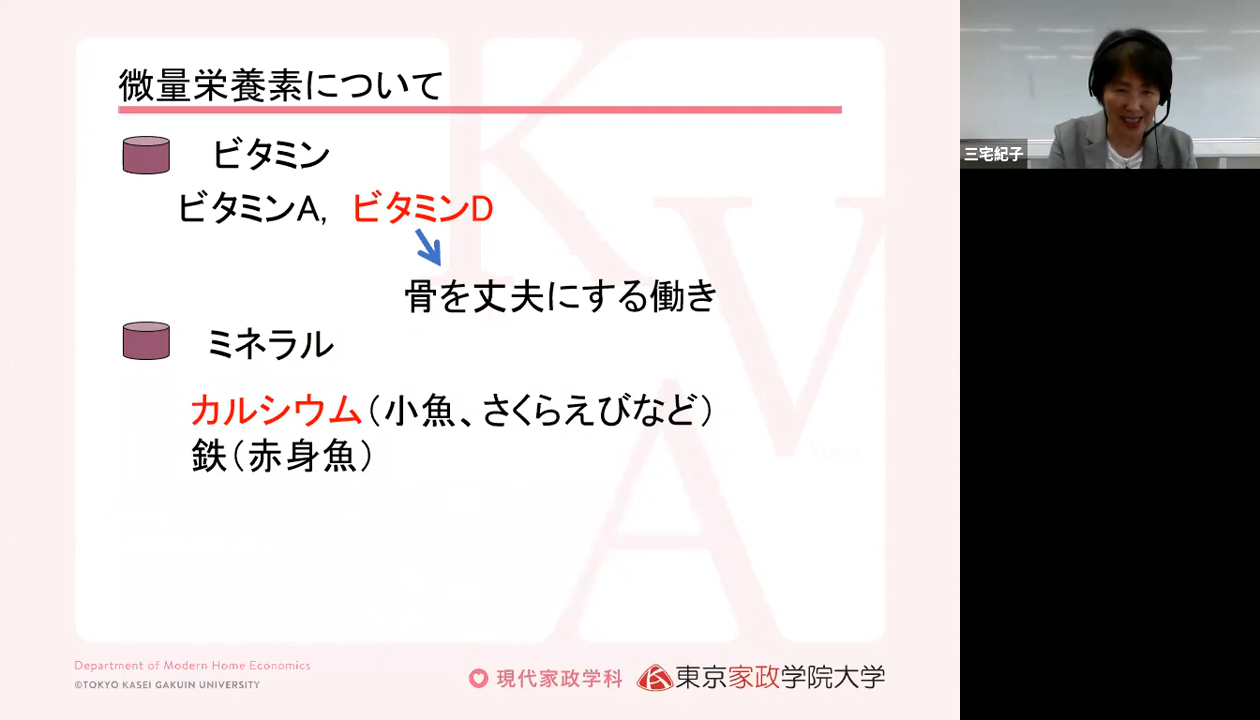 微量栄養素について
ビタミン
ビタミンA, ビタミンD
骨を丈夫にする働き
ミネラル
カルシウム（小魚、さくらえびなど）
鉄（赤身魚）
Department of Modern Home Economics
©TOKYO KASEI GAKUIN UNIVERSITY
現代家政学科
東京家政学院大学
三宅紀子
K
V
A